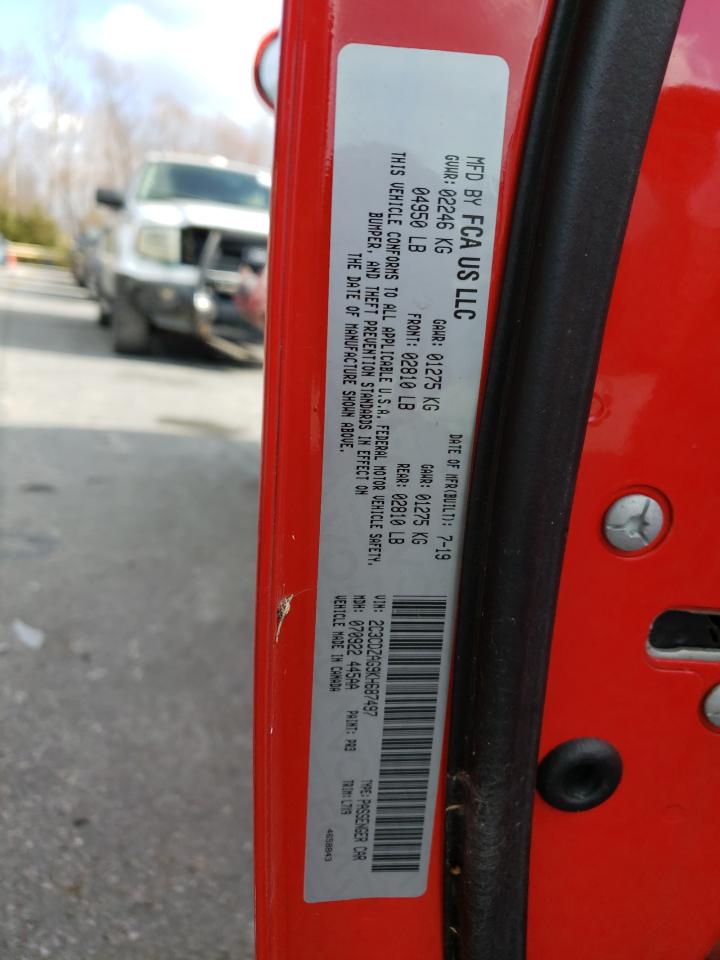 MFD BY FCA US LLC
DATE OF MFR(BUILT): 7-19
GVWR: 02246 KG
04950 LB
GAWR: 01275 KG
FRONT: 02810 LB
GAWR: 01275 KG
REAR: 02810 LB
THIS VEHICLE CONFORMS TO ALL APPLICABLE U.S.A. FEDERAL MOTOR VEHICLE SAFETY,
BUMPER, AND THEFT PREVENTION STANDARDS IN EFFECT ON
THE DATE OF MANUFACTURE SHOWN ABOVE.
VIN: 2C3CDZAG9KH687497
TYPE: PASSENGER CAR
MDH: 070922 445AA
PAINT: PR3
TRIM: L7X9
VEHICLE MADE IN CANADA
4658843